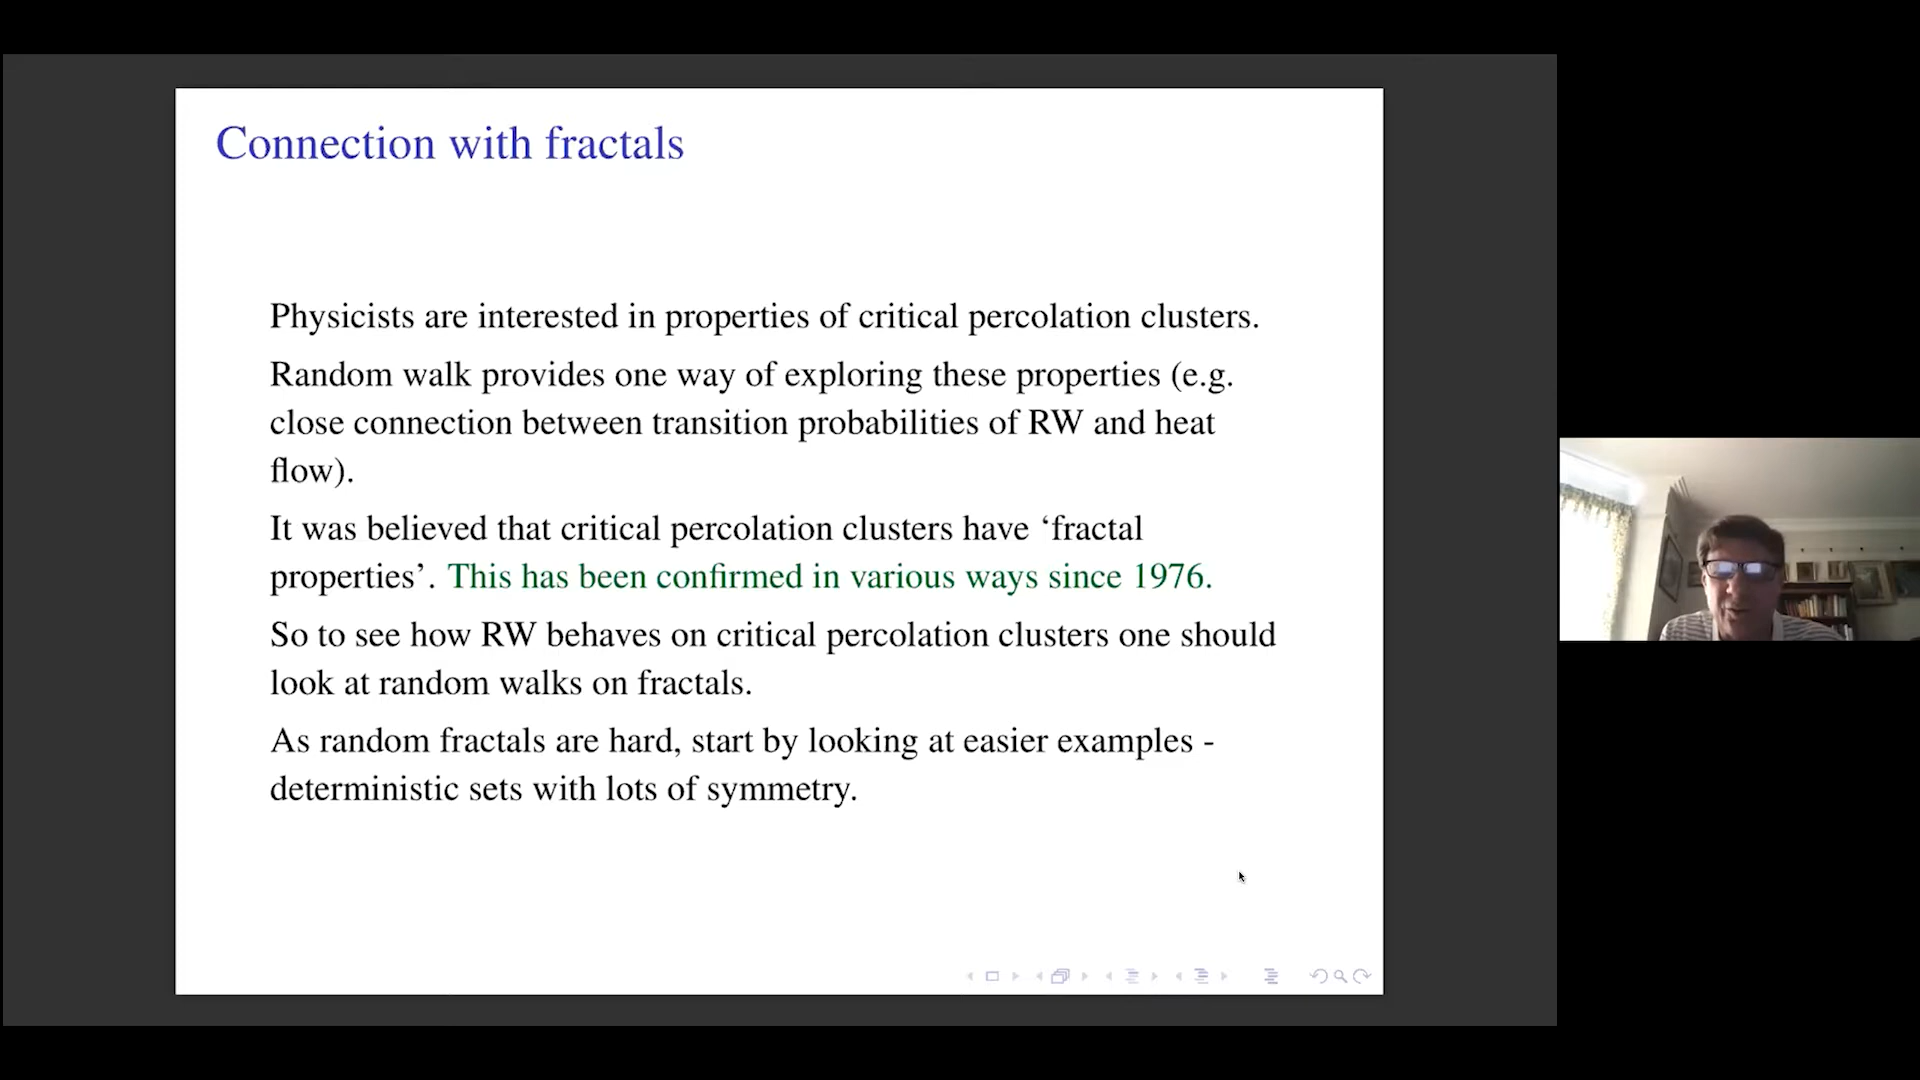 Connection with fractals
Physicists are interested in properties of critical percolation clusters.
Random walk provides one way of exploring these properties (e.g.
close connection between transition probabilities of RW and heat
flow).
It was believed that critical percolation clusters have ‘fractal
properties’. This has been confirmed in various ways since 1976.
So to see how RW behaves on critical percolation clusters one should
look at random walks on fractals.
As random fractals are hard, start by looking at easier examples -
deterministic sets with lots of symmetry.